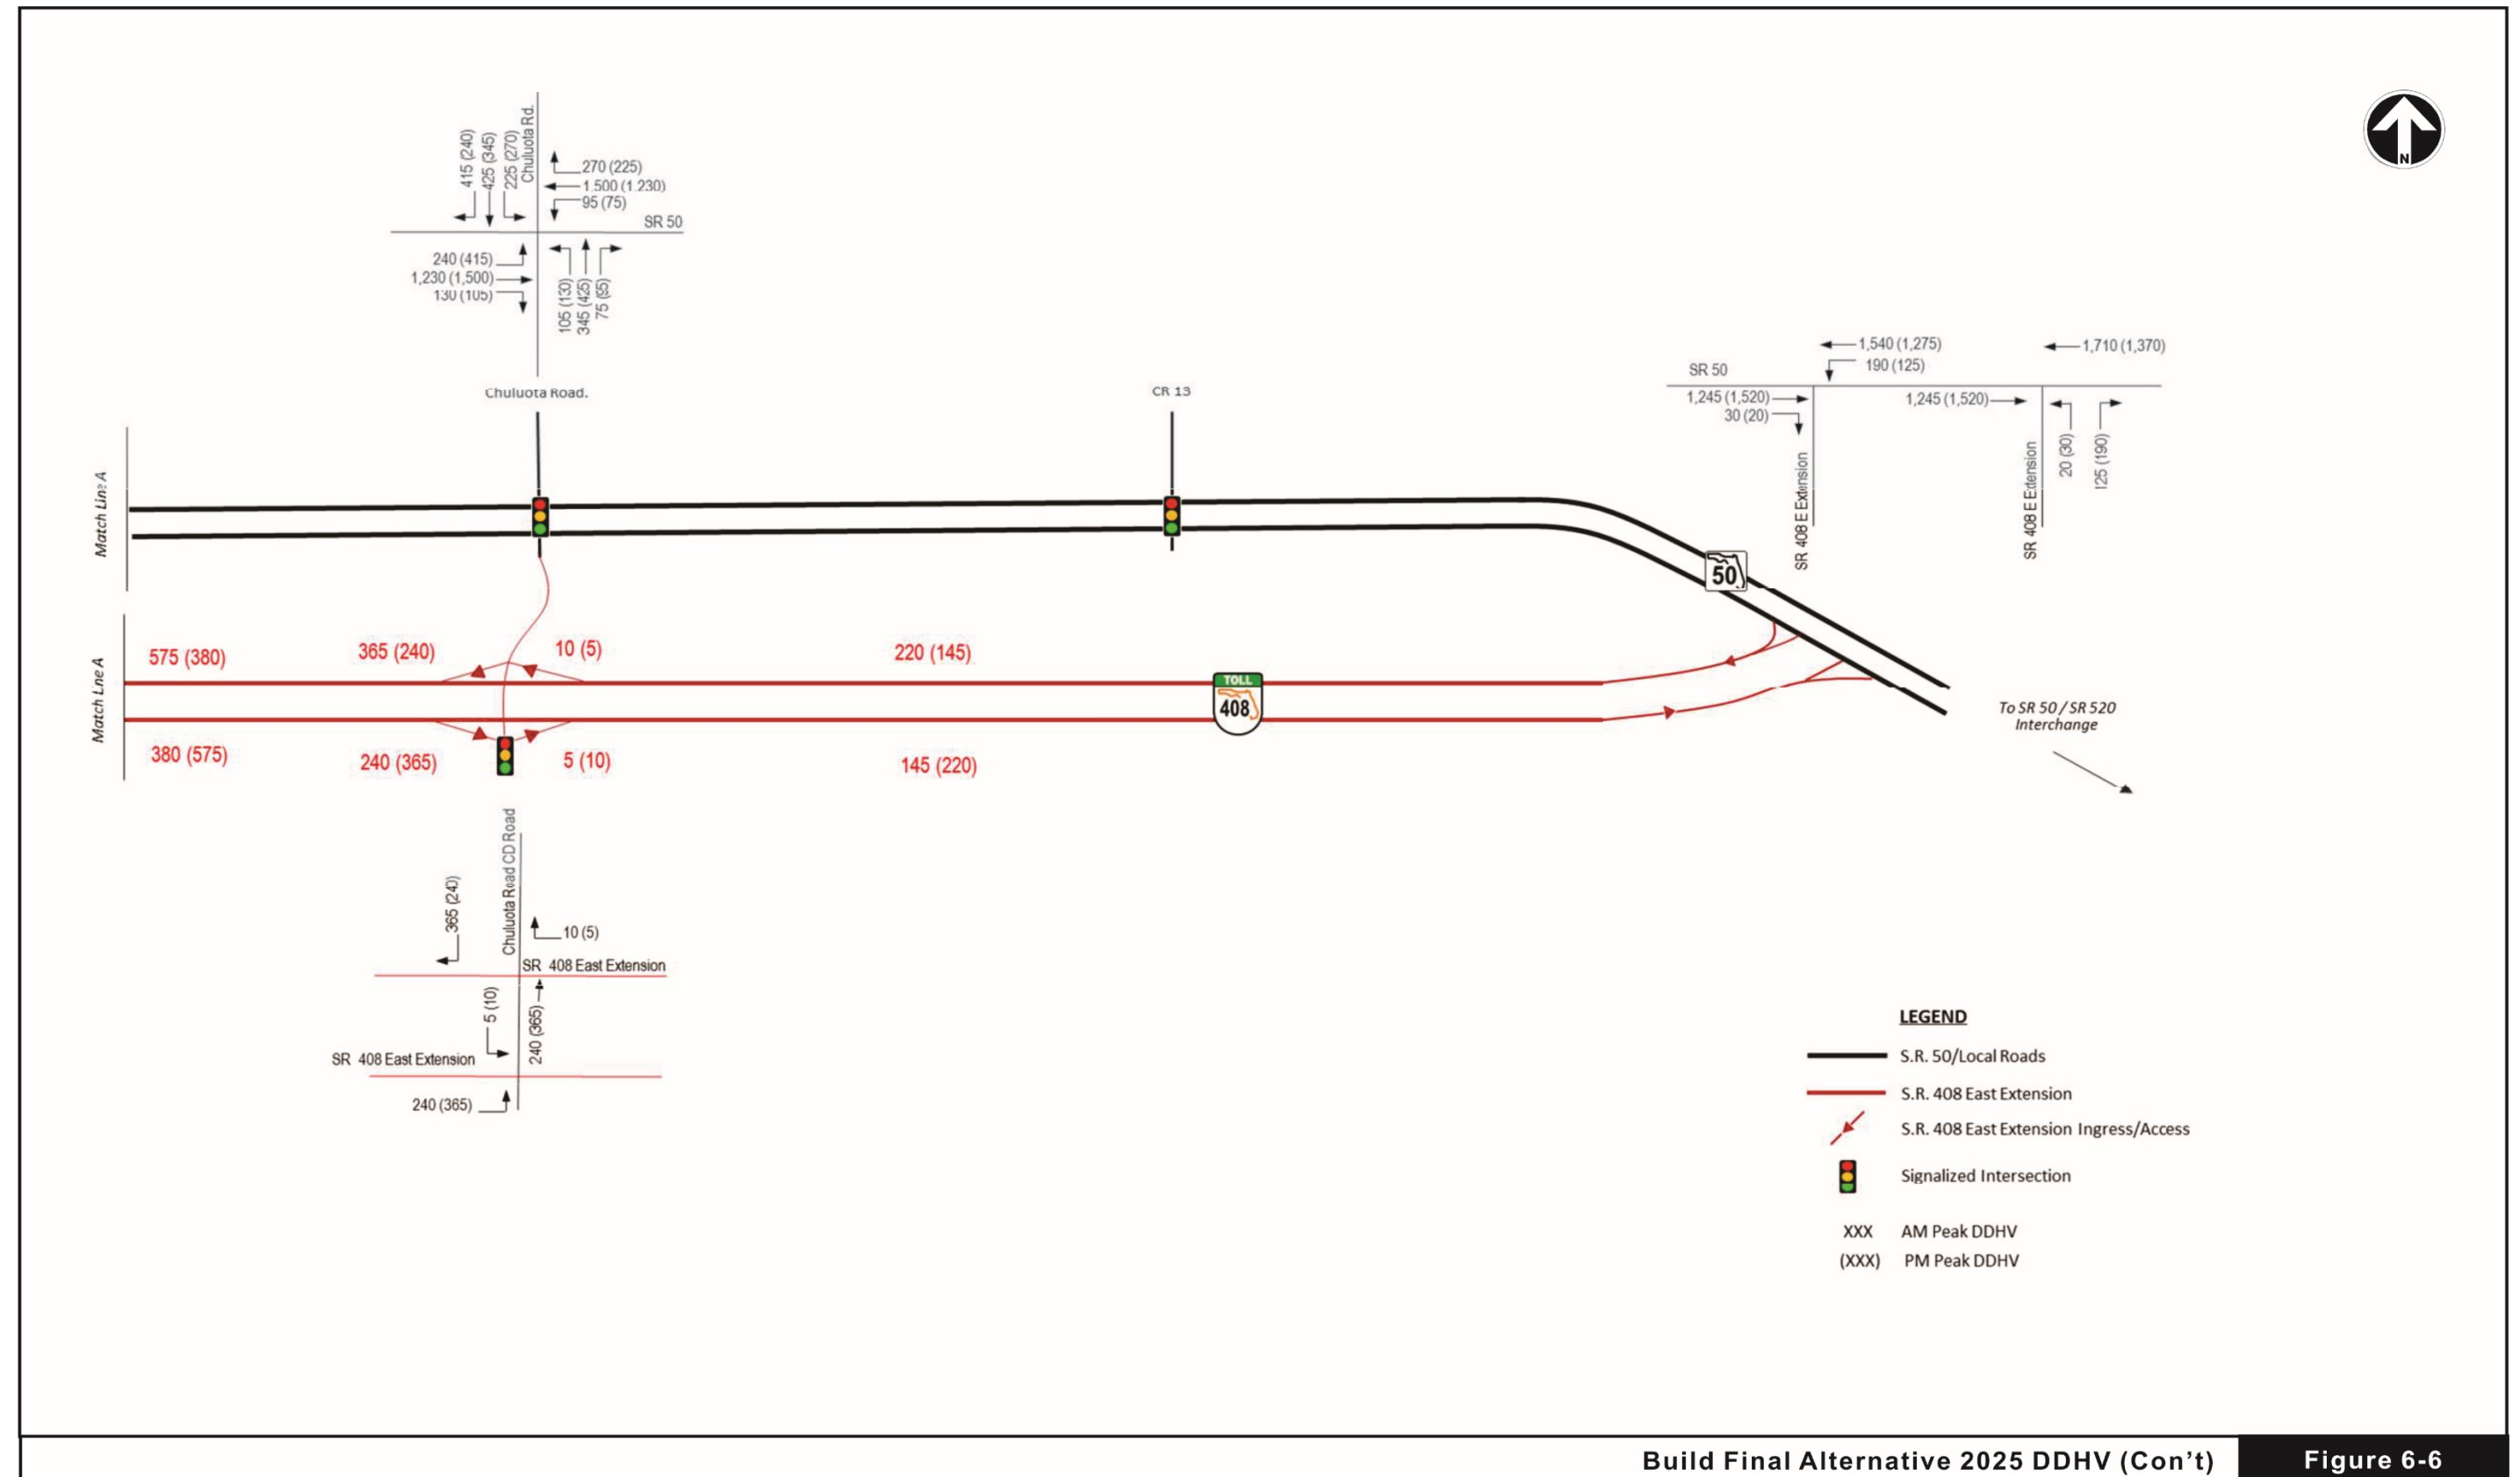 N
415 (240)
425 (345)
225 (270)
Chuluota Rd.
270 (225)
1,500 (1,230)
95 (75)
SR 50
240 (415)
1,230 (1,500)
130 (105)
105 (130)
345 (425)
75 (95)
Chuluota Road.
CR 13
1,540 (1,275)
190 (125)
1,710 (1,370)
SR 50
1,245 (1,520)
30 (20)
1,245 (1,520)
SR 408 E Extension
SR 408 E Extension
20 (30)
125 (190)
Match Line A
50
Match Line A
575 (380)
365 (240)
10 (5)
220 (145)
TOLL
408
380 (575)
240 (365)
5 (10)
145 (220)
To SR 50 / SR 520
Interchange
Chuluota Road CD Road
365 (240)
10 (5)
SR 408 East Extension
5 (10)
240 (365)
SR 408 East Extension
240 (365)
LEGEND
S.R. 50/Local Roads
S.R. 408 East Extension
S.R. 408 East Extension Ingress/Access
Signalized Intersection
XXX AM Peak DDHV
(XXX) PM Peak DDHV
Build Final Alternative 2025 DDHV (Con't)
Figure 6-6